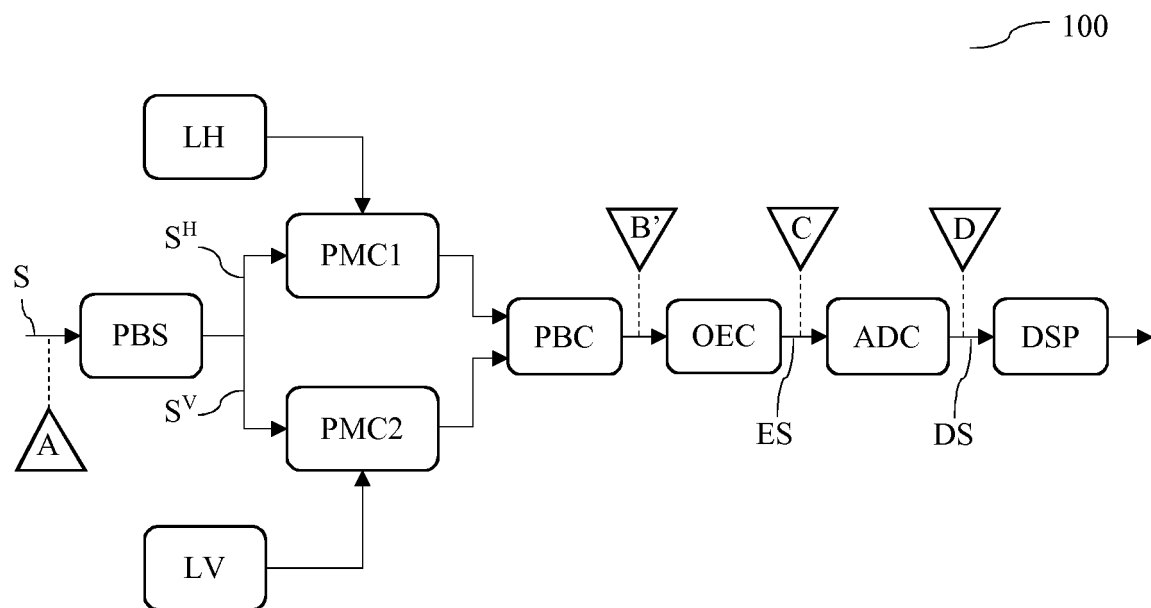 100
LH
S^H
PMC1
B’
C
D
S
PBS
PBC
OEC
ADC
DSP
S^V
A
PMC2
ES
DS
LV